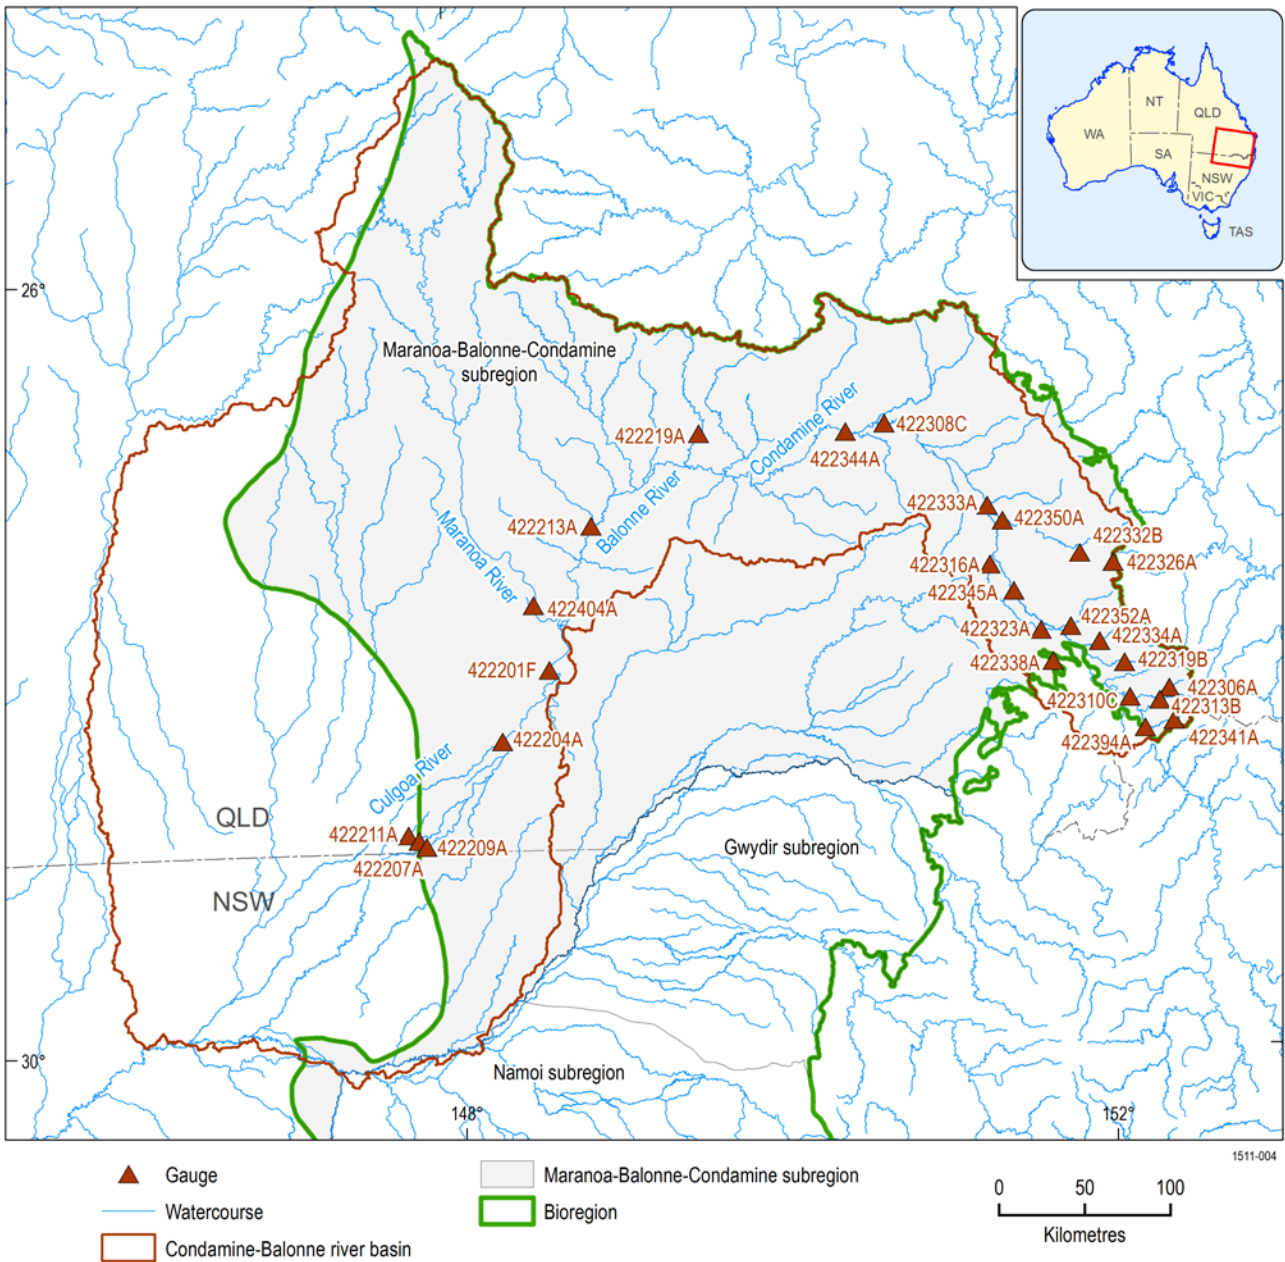 NT
QLD
WA
SA
NSW
VIC
TAS
26°
Maranoa-Balonne-Condamine
subregion
Condamine River
422308C
422219A
422344A
Balonne River
Maranoa River
422333A
422350A
422213A
422332B
422316A
422326A
422345A
422404A
422352A
422323A
422334A
422338A
422319B
422201F
422306A
422310C
422313B
422394A
422341A
422204A
Culgoa River
QLD
422211A
422209A
422207A
Gwydir subregion
NSW
30°
Namoi subregion
148°
152°
1511-004
Gauge
Watercourse
Condamine-Balonne river basin
Maranoa-Balonne-Condamine subregion
Bioregion
0 50 100
Kilometres